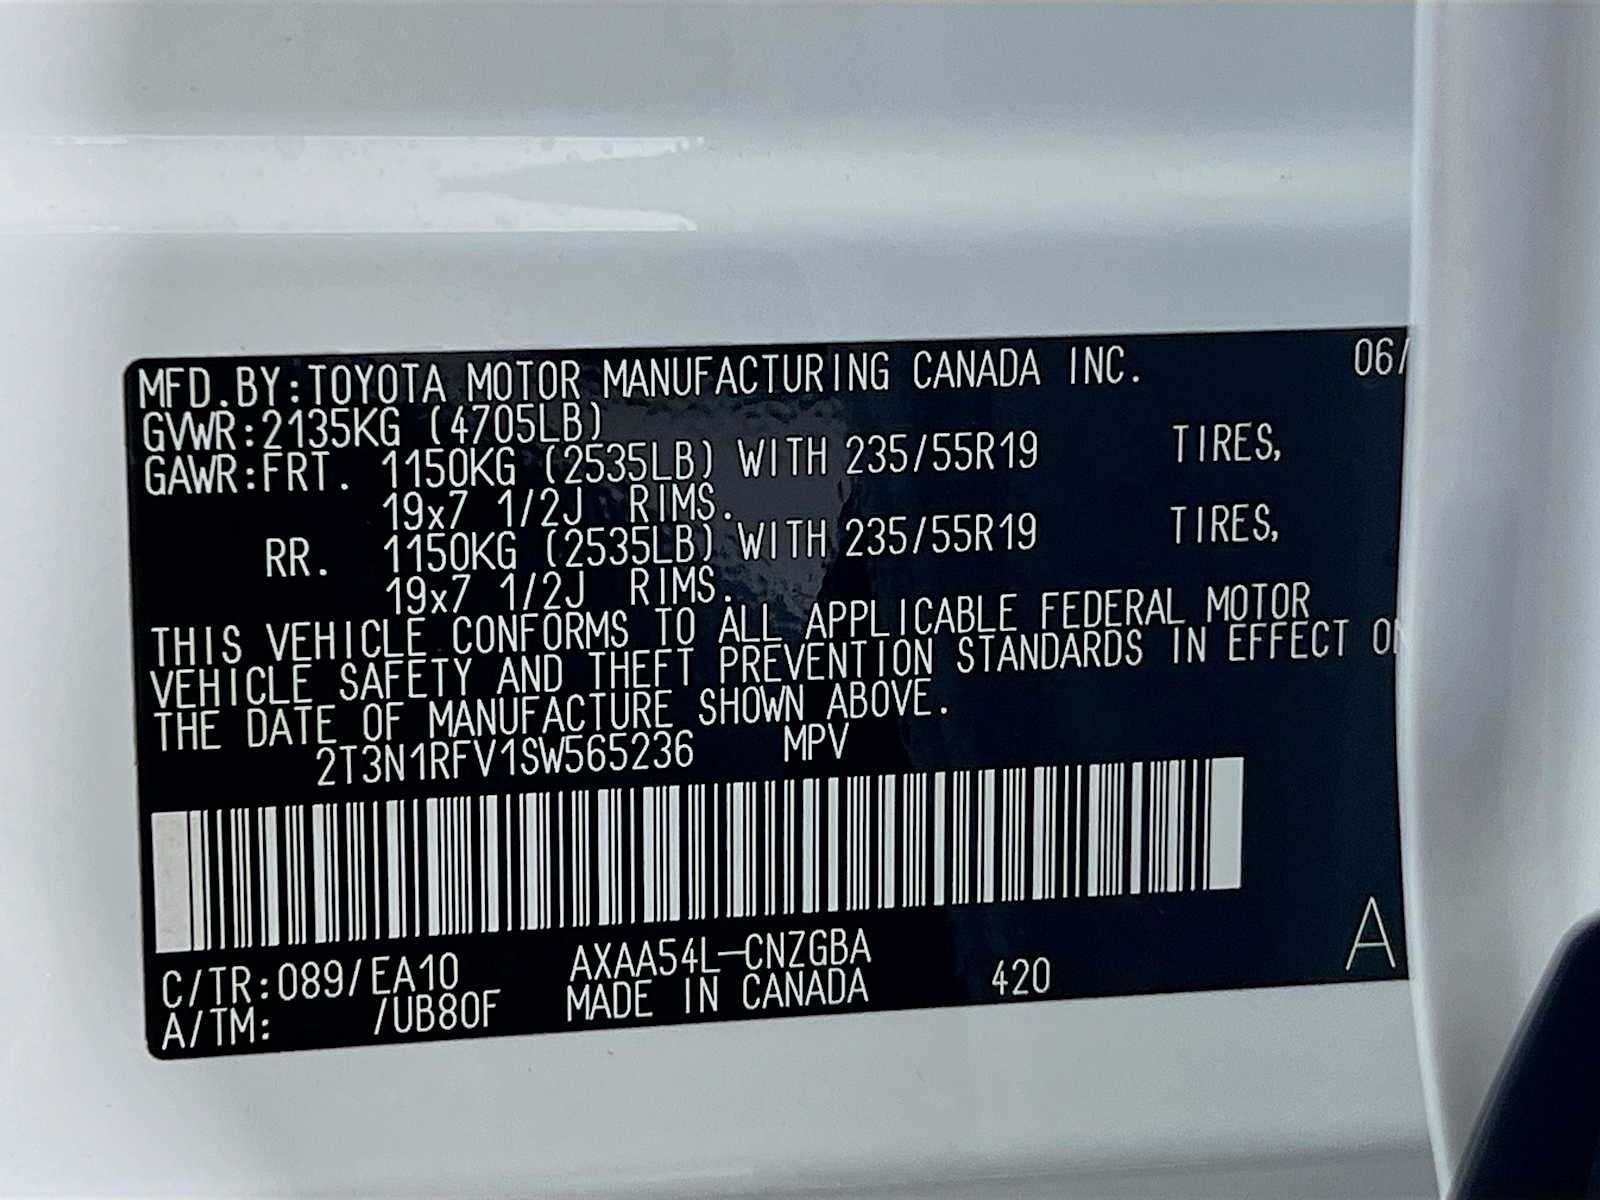 MFD.BY:TOYOTA MOTOR MANUFACTURING CANADA INC. 06/
GVWR:2135KG (4705LB)
GAWR:FRT. 1150KG (2535LB) WITH 235/55R19 TIRES,
19x7 1/2J RIMS.
RR. 1150KG (2535LB) WITH 235/55R19 TIRES,
19x7 1/2J RIMS.
THIS VEHICLE CONFORMS TO ALL APPLICABLE FEDERAL MOTOR
VEHICLE SAFETY AND THEFT PREVENTION STANDARDS IN EFFECT ON
THE DATE OF MANUFACTURE SHOWN ABOVE.
2T3N1RFV1SW565236 MPV
C/TR:089/EA10 AXAA54L-CNZGBA A
A/TM: /UB80F MADE IN CANADA 420